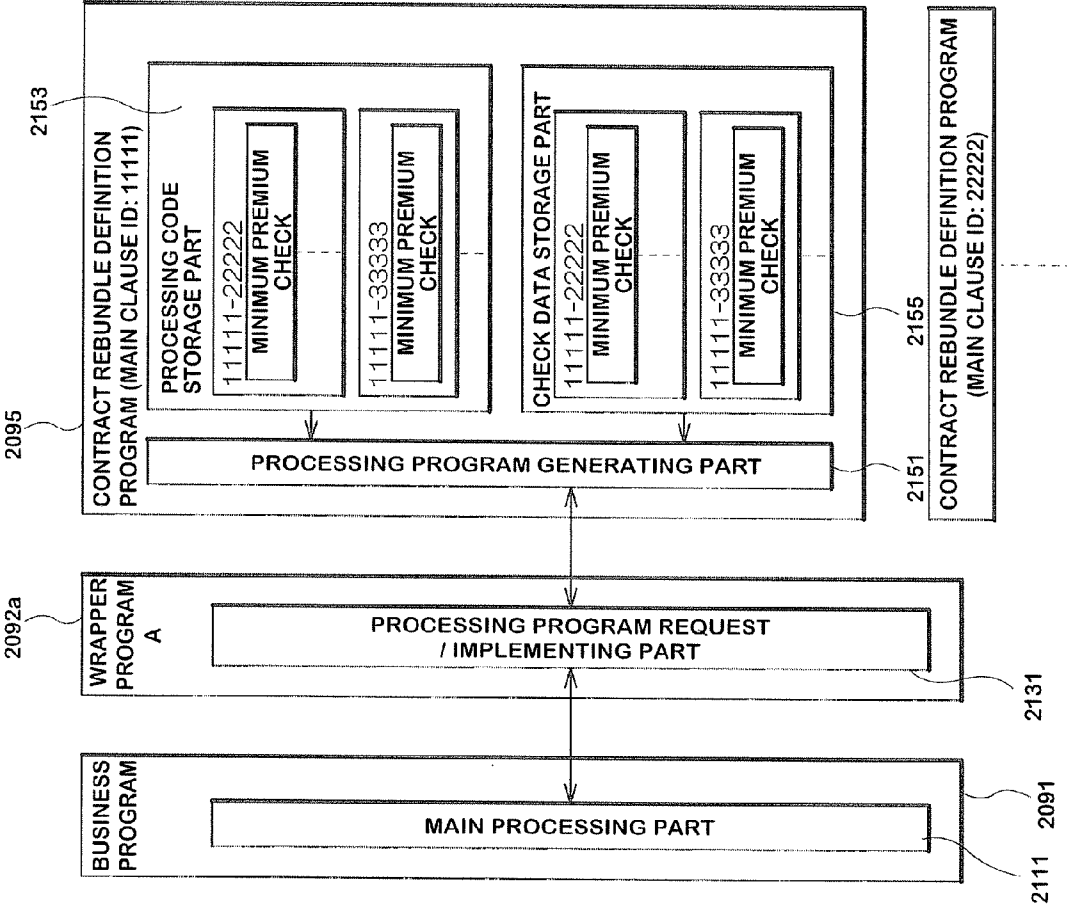 2095
CONTRACT REBUNDLE DEFINITION
PROGRAM (MAIN CLAUSE ID: 11111)
2153
PROCESSING CODE
STORAGE PART
11111-22222
MINIMUM PREMIUM
CHECK
11111-33333
MINIMUM PREMIUM
CHECK
CHECK DATA STORAGE PART
11111-22222
MINIMUM PREMIUM
CHECK
11111-33333
MINIMUM PREMIUM
CHECK
2155
PROCESSING PROGRAM GENERATING PART
2151
CONTRACT REBUNDLE DEFINITION PROGRAM
(MAIN CLAUSE ID: 22222)
2092a
WRAPPER
PROGRAM
A
PROCESSING PROGRAM REQUEST
/ IMPLEMENTING PART
2131
BUSINESS
PROGRAM
MAIN PROCESSING PART
2091
2111